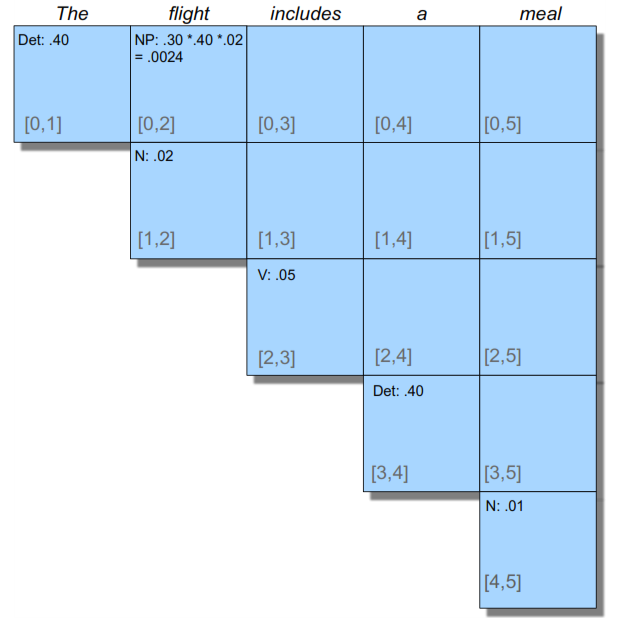 The flight includes a meal
Det: .40 NP: .30 *.40 *.02
= .0024
[0,1] [0,2] [0,3] [0,4] [0,5]
N: .02
[1,2] [1,3] [1,4] [1,5]
V: .05
[2,3] [2,4] [2,5]
Det: .40
[3,4] [3,5]
N: .01
[4,5]